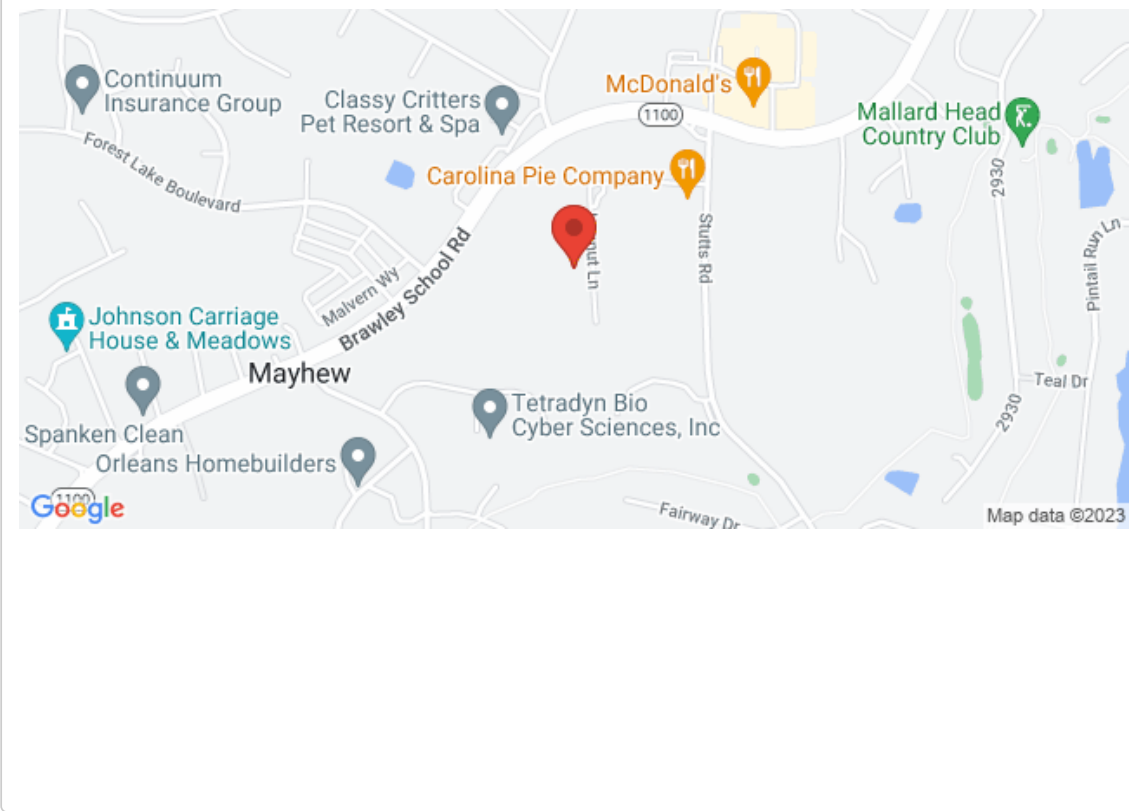 Continuum
Insurance Group
Classy Critters
Pet Resort & Spa
McDonald's
1100
Mallard Head
Country Club
Forest Lake Boulevard
Carolina Pie Company
2930
Stutts Rd
Ln
Pintail Run Ln
Malvern Wy
Brawley School Rd
Johnson Carriage
House & Meadows
Mayhew
Teal Dr
Tetradyn Bio
Cyber Sciences, Inc
2930
Spanken Clean
Orleans Homebuilders
1100
Google
Fairway Dr
Map data ©2023